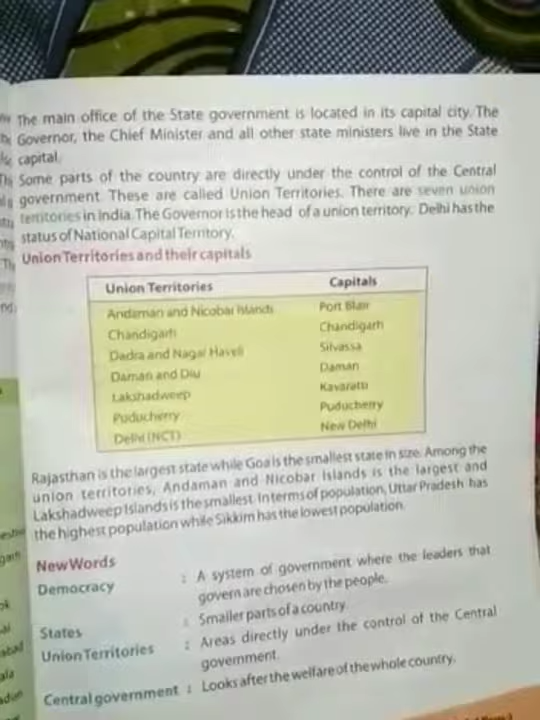 The main office of the State government is located in its capital city. The
Governor, the Chief Minister and all other state ministers live in the State
capital.
Some parts of the country are directly under the control of the Central
government. These are called Union Territories. There are seven union
territories in India. The Governor is the head of a union territory. Delhi has the
status of National Capital Territory.
Union Territories and their capitals
Union Territories Capitals
Andaman and Nicobar Islands Port Blair
Chandigarh Chandigarh
Dadra and Nagar Haveli Silvassa
Daman and Diu Daman
Lakshadweep Kavaratti
Puducherry Puducherry
Delhi (NCT) New Delhi
Rajasthan is the largest state while Goa is the smallest state in size. Among the
union territories, Andaman and Nicobar Islands is the largest and
Lakshadweep Islands is the smallest. In terms of population, Uttar Pradesh has
the highest population while Sikkim has the lowest population.
New Words
Democracy : A system of government where the leaders that
govern are chosen by the people.
States : Smaller parts of a country.
Union Territories : Areas directly under the control of the Central
government.
Central government : Looks after the welfare of the whole country.